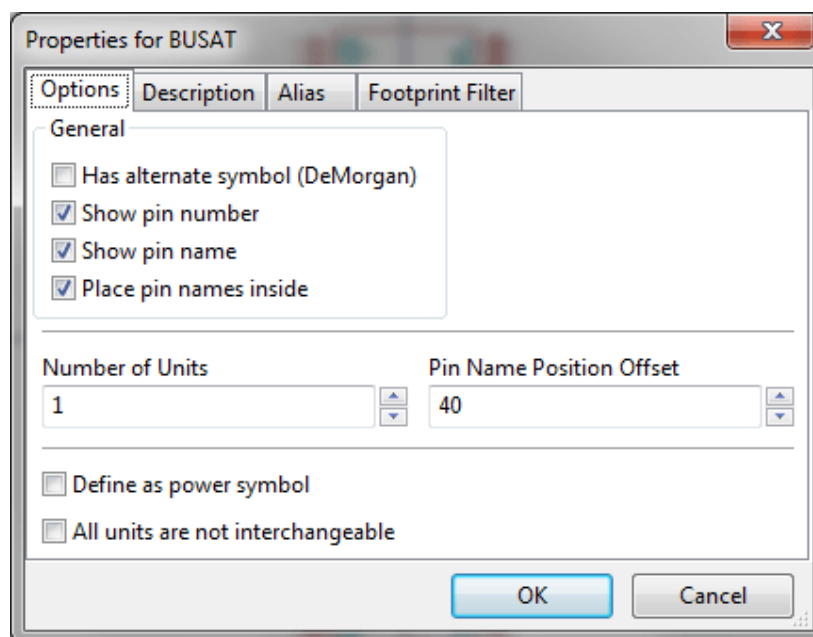 Properties for BUSAT
Options Description Alias Footprint Filter
General
Has alternate symbol (DeMorgan)
Show pin number
Show pin name
Place pin names inside
Number of Units Pin Name Position Offset
1 40
Define as power symbol
All units are not interchangeable
OK Cancel